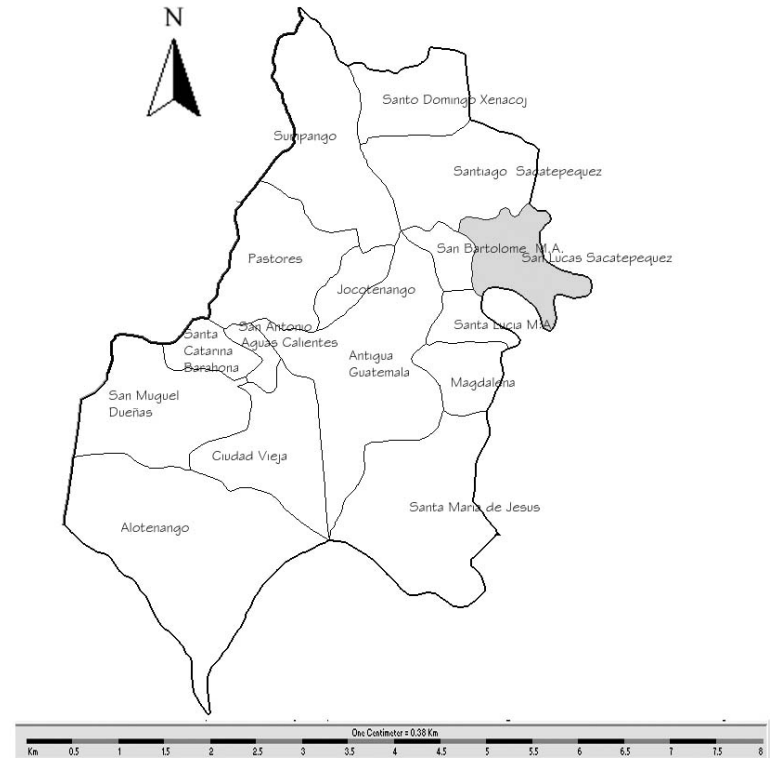 N
Santo Domingo Xenacoj
Sumpango
Santiago Sacatepequez
San Bartolome M.A.
San Lucas Sacatepequez
Pastores
Jocotenango
San Antonio
Aguas Calientes
Santa Lucia M.A.
Santa
Catarina
Barahona
Antigua
Guatemala
Magdalena
San Muguel
Dueñas
Ciudad Vieja
Santa Maria de Jesus
Alotenango
One Centimeter = 0.38 Km
Km 0.5 1 1.5 2 2.5 3 3.5 4 4.5 5 5.5 6 6.5 7 7.5 8